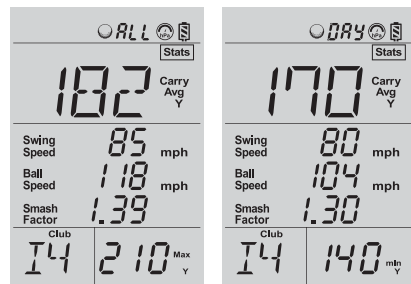 ALL hPa
Stats
182 Carry Avg Y
Swing Speed 85 mph
Ball Speed 118 mph
Smash Factor 1.39
Club
I4 210 Max Y
DAY hPa
Stats
170 Carry Avg Y
Swing Speed 80 mph
Ball Speed 104 mph
Smash Factor 1.30
Club
I4 140 min Y